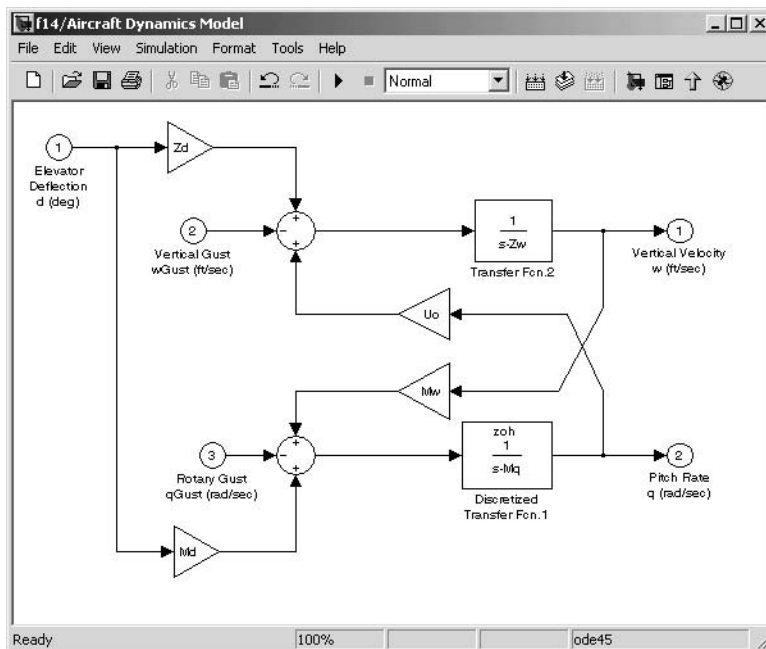 f14/Aircraft Dynamics Model
File Edit View Simulation Format Tools Help
Normal
1
Elevator
Deflection
d (deg)
Zd
+
-
+
2
Vertical Gust
wGust (ft/sec)
1
s-Zw
Transfer Fcn.2
1
Vertical Velocity
w (ft/sec)
Uo
Mw
+
-
+
3
Rotary Gust
qGust (rad/sec)
zoh
1
s-Mq
Discretized
Transfer Fcn.1
2
Pitch Rate
q (rad/sec)
Md
Ready 100% ode45